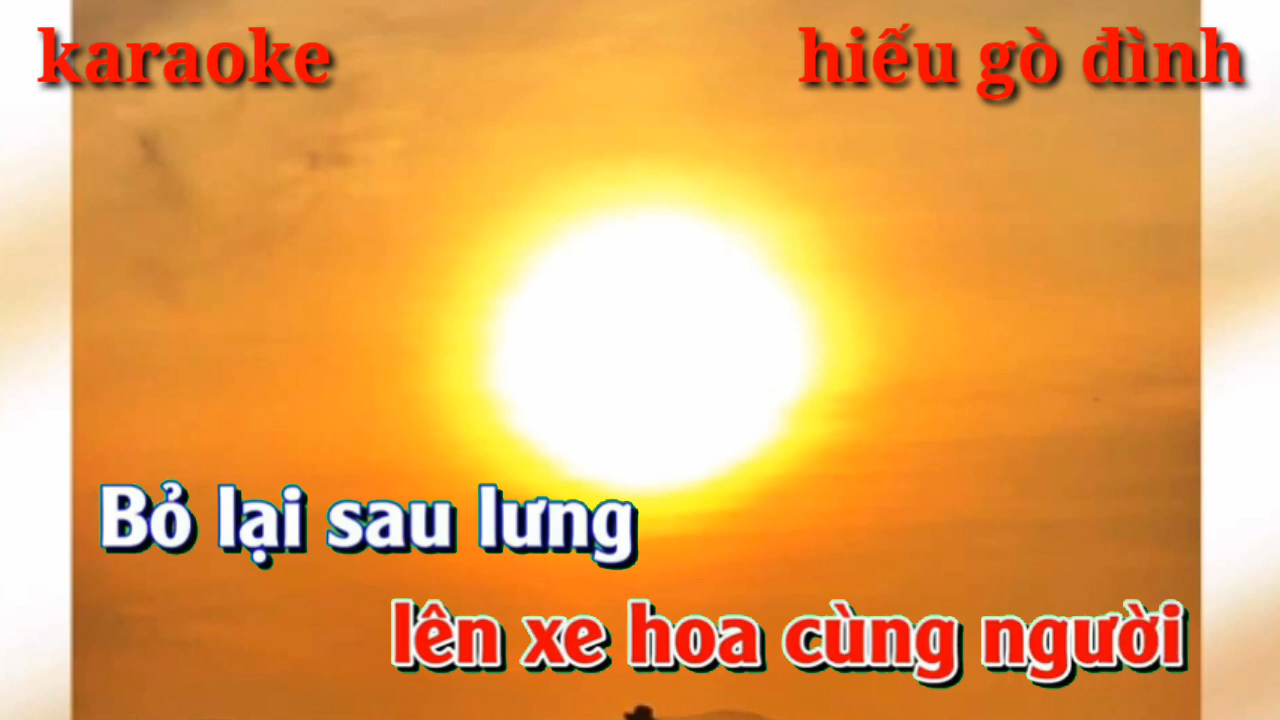 karaoke hiếu gò đình
Bỏ lại sau lưng
lên xe hoa cùng người